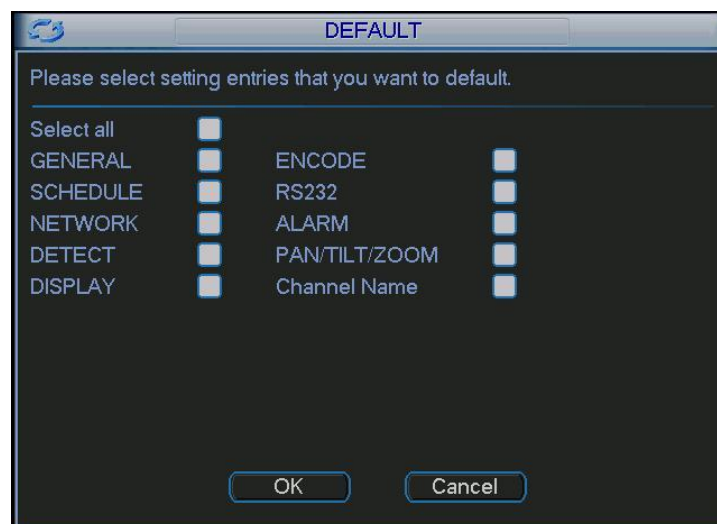 DEFAULT
Please select setting entries that you want to default.
Select all
GENERAL ENCODE
SCHEDULE RS232
NETWORK ALARM
DETECT PAN/TILT/ZOOM
DISPLAY Channel Name
OK Cancel